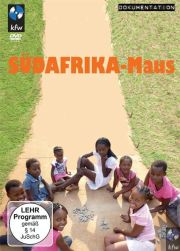 kfw
DOKUMENTATION
DVD
SÜDAFRIKA-Maus
LEHR
Programm
gemäß
§ 14
JuSchG
kfw